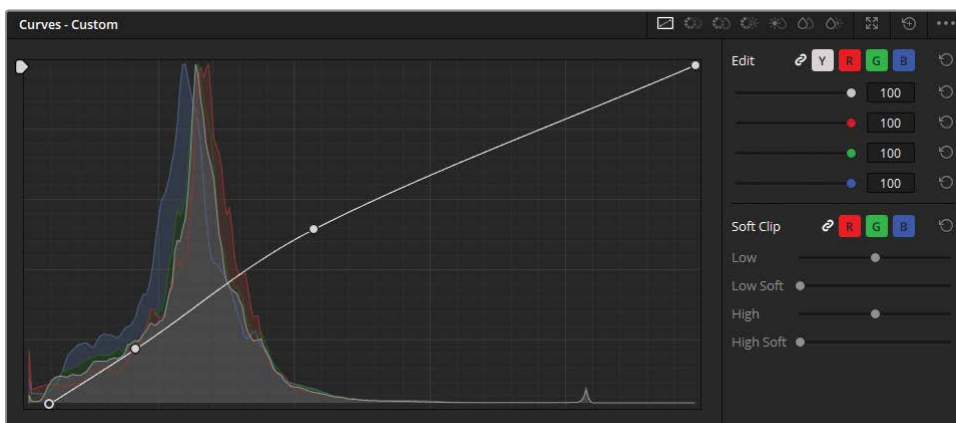 Curves - Custom
Edit Y R G B
100
100
100
100
Soft Clip R G B
Low
Low Soft
High
High Soft